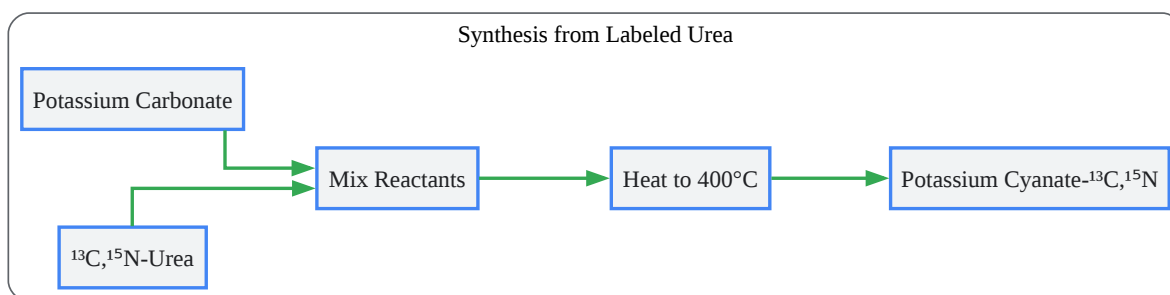 Synthesis from Labeled Urea
Potassium Carbonate
Mix Reactants
Heat to 400°C
Potassium Cyanate-¹³C,¹⁵N
¹³C,¹⁵N-Urea